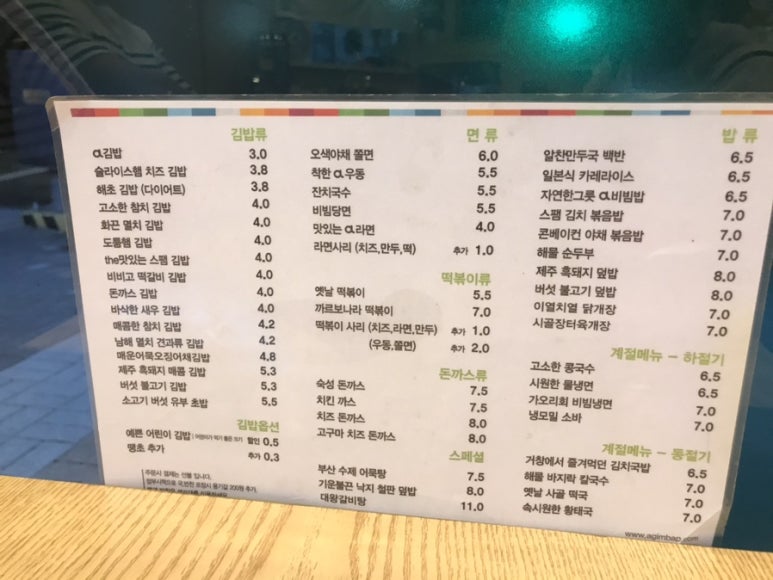 김밥류
α김밥 3.0
슬라이스햄 치즈 김밥 3.8
해초 김밥 (다이어트) 3.8
고소한 참치 김밥 4.0
화끈 멸치 김밥 4.0
도톰햄 김밥 4.0
the맛있는 스팸 김밥 4.0
비비고 떡갈비 김밥 4.0
돈까스 김밥 4.0
바삭한 새우 김밥 4.0
매콤한 참치 김밥 4.2
남해 멸치 견과류 김밥 4.2
매운어묵오징어채김밥 4.8
제주 흑돼지 매콤 김밥 5.3
버섯 불고기 김밥 5.3
소고기 버섯 유부 초밥 5.5
김밥옵션
예쁜 어린이 김밥 | 어린이가 먹기 좋은 크기 할인 0.5
땡초 추가 추가 0.3
주문시 결제는 선불 입니다.
면 류
오색야채 쫄면 6.0
착한 α우동 5.5
잔치국수 5.5
비빔당면 5.5
맛있는 α라면 4.0
라면사리 (치즈,만두,떡) 추가 1.0
떡볶이류
옛날 떡볶이 5.5
까르보나라 떡볶이 7.0
떡볶이 사리 (치즈,라면,만두) 추가 1.0
(우동,쫄면) 추가 2.0
돈까스류
숙성 돈까스 7.5
치킨 까스 7.5
치즈 돈까스 8.0
고구마 치즈 돈까스 8.0
스페셜
부산 수제 어묵탕 7.5
기운불끈 낙지 철판 덮밥 8.0
대왕갈비탕 11.0
밥 류
알찬만두국 백반 6.5
일본식 카레라이스 6.5
자연한그릇 α비빔밥 6.5
스팸 김치 볶음밥 7.0
콘베이컨 야채 볶음밥 7.0
해물 순두부 7.0
제주 흑돼지 덮밥 8.0
버섯 불고기 덮밥 8.0
이열치열 닭개장 7.0
시골장터육개장 7.0
계절메뉴 - 하절기
고소한 콩국수 6.5
시원한 물냉면 6.5
가오리회 비빔냉면 7.0
냉모밀 소바 7.0
계절메뉴 - 동절기
거창에서 즐겨먹던 김치국밥 6.5
해물 바지락 칼국수 7.0
옛날 사골 떡국 7.0
속시원한 황태국 7.0
www.agimbap.com